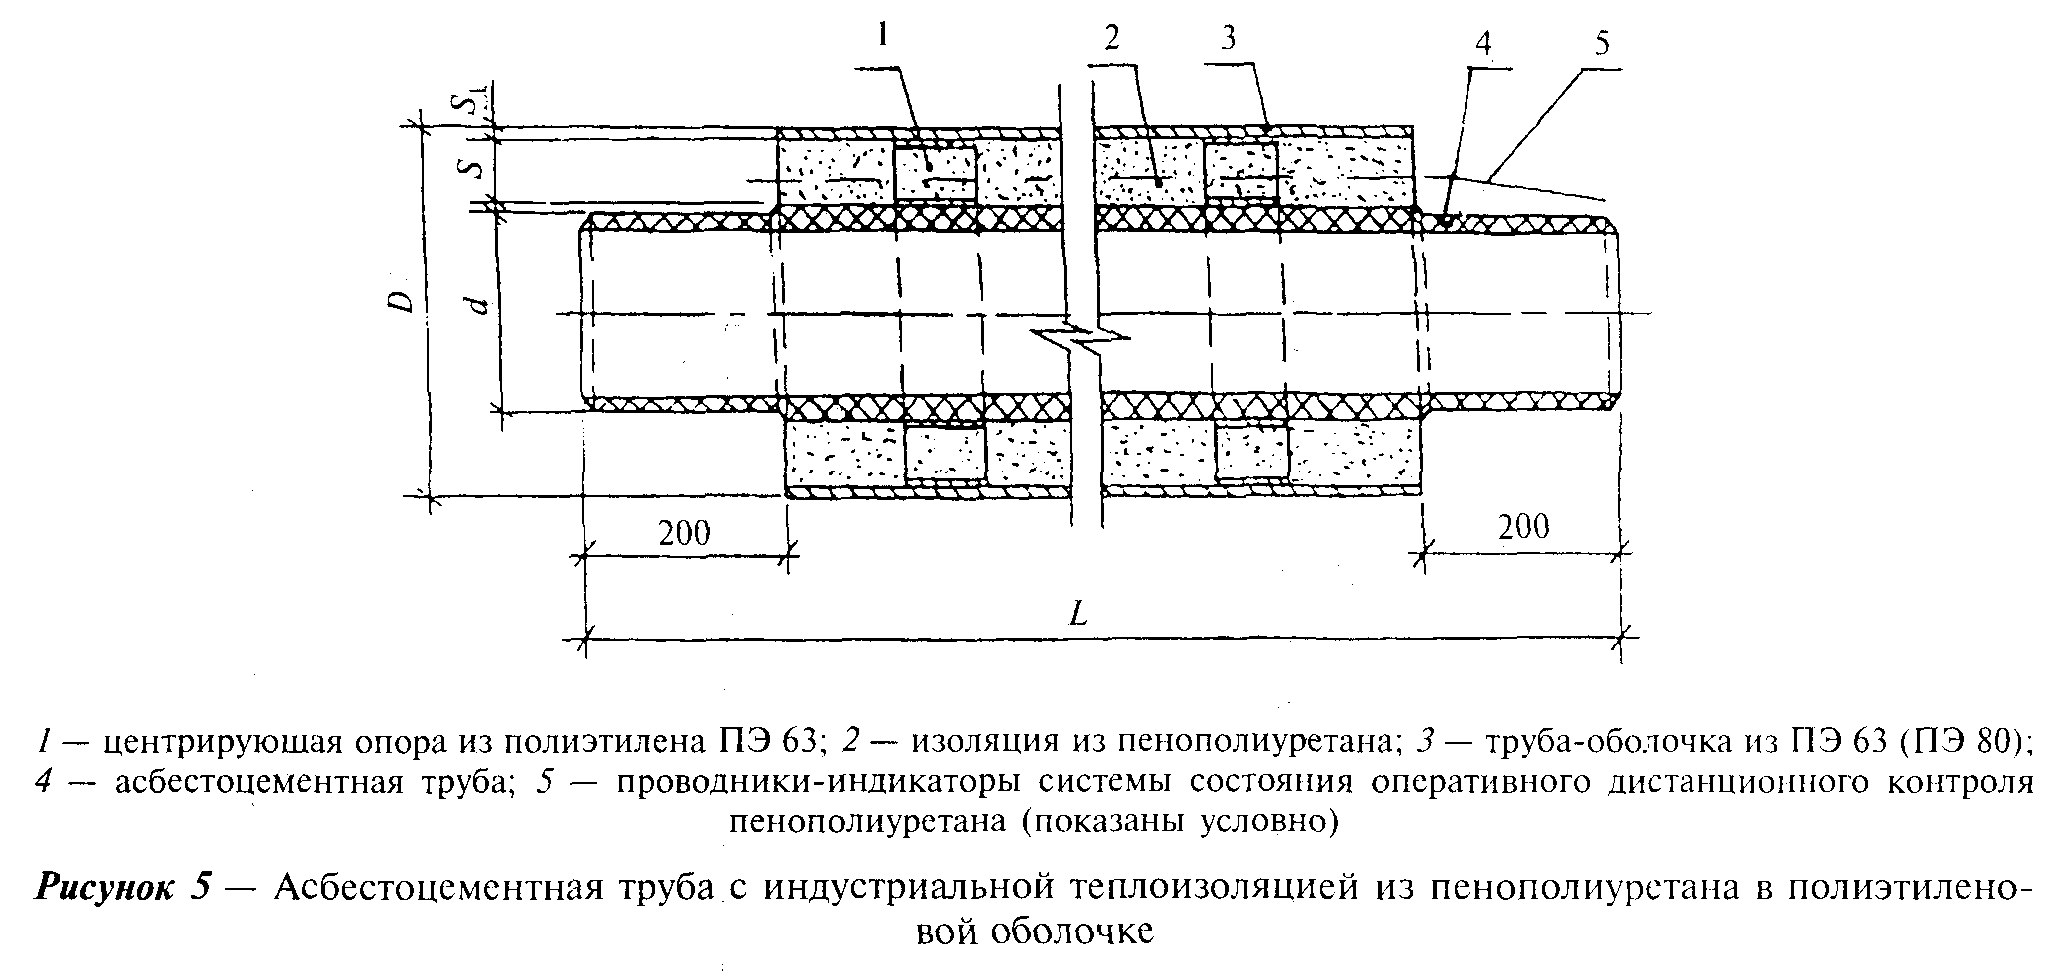 1
2
3
4
5
S1
S
D
d
200
200
L
1 — центрирующая опора из полиэтилена ПЭ 63; 2 — изоляция из пенополиуретана; 3 — труба-оболочка из ПЭ 63 (ПЭ 80);
4 — асбестоцементная труба; 5 — проводники-индикаторы системы состояния оперативного дистанционного контроля
пенополиуретана (показаны условно)
Рисунок 5 — Асбестоцементная труба с индустриальной теплоизоляцией из пенополиуретана в полиэтилено-
вой оболочке